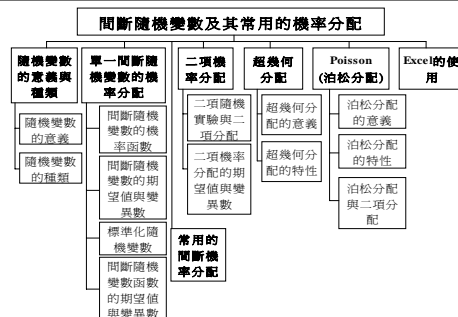 間斷隨機變數及其常用的機率分配
隨機變數
的意義與
種類
隨機變數
的意義
隨機變數
的種類
單一間斷隨
機變數的機
率分配
間斷隨機
變數的機
率函數
間斷隨機
變數的期
望值與變
異數
標準化隨
機變數
間斷隨機
變數函數
的期望值
與變異數
常用的
間斷機
率分配
二項機
率分配
二項隨機
實驗與二
項分配
二項機率
分配的期
望值與變
異數
超幾何
分配
超幾何分
配的意義
超幾何分
配的特性
Poisson
(泊松分配)
泊松分配
的意義
泊松分配
的特性
泊松分配
與二項分
配
Excel的使
用